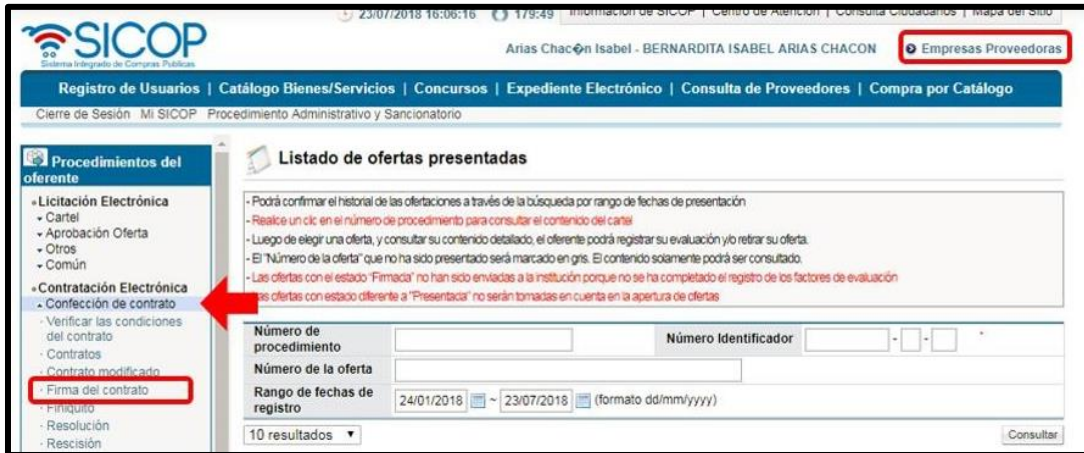 23/07/2018 16:06:16 179:49 Información de SICOP | Centro de Atención | Consulta Ciudadanos | Mapa del Sitio
SICOP
Sistema Integrado de Compras Públicas
Arias Chac�n Isabel - BERNARDITA ISABEL ARIAS CHACON Empresas Proveedoras
Registro de Usuarios | Catálogo Bienes/Servicios | Concursos | Expediente Electrónico | Consulta de Proveedores | Compra por Catálogo
Cierre de Sesión Mi SICOP Procedimiento Administrativo y Sancionatorio
Procedimientos del
oferente
Licitación Electrónica
Cartel
Aprobación Oferta
Otros
Común
Contratación Electrónica
Confección de contrato
Verificar las condiciones
del contrato
Contratos
Contrato modificado
Firma del contrato
Finiquito
Resolución
Rescisión
Listado de ofertas presentadas
- Podrá confirmar el historial de las ofertaciones a través de la búsqueda por rango de fechas de presentación
- Realice un clic en el número de procedimiento para consultar el contenido del cartel
- Luego de elegir una oferta, y consultar su contenido detallado, el oferente podrá registrar su evaluación y/o retirar su oferta.
- El "Número de la oferta" que no ha sido presentado será marcado en gris. El contenido solamente podrá ser consultado.
- Las ofertas con el estado "Firmada" no han sido enviadas a la institución porque no se ha completado el registro de los factores de evaluación
Las ofertas con estado diferente a "Presentada" no serán tomadas en cuenta en la apertura de ofertas
Número de
procedimiento
Número Identificador - - *
Número de la oferta
Rango de fechas de
registro
24/01/2018 ~ 23/07/2018 (formato dd/mm/yyyy)
10 resultados ▼ Consultar